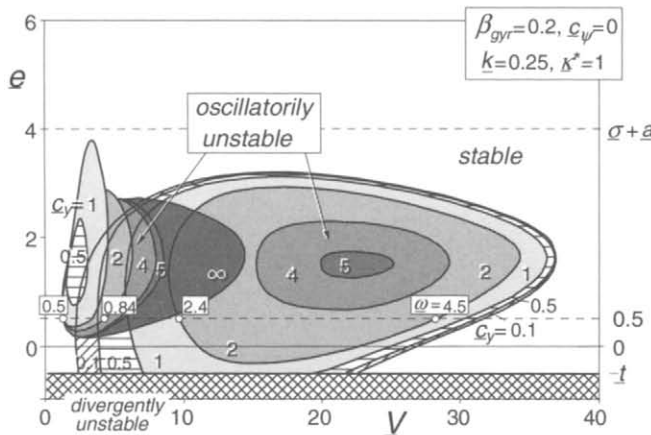 6
β_gyr=0.2, c_ψ=0
k=0.25, κ*=1
e
oscillatorily
unstable
4
σ+a
stable
c_y=1
2
0.5
2
4
5
∞
4
5
2
1
0.5
0.84
2.4
ω=4.5
0.5
0.5
c_y=0.1
0
2
0
0.5
1
-t
0
10
20
30
40
divergently
unstable
V